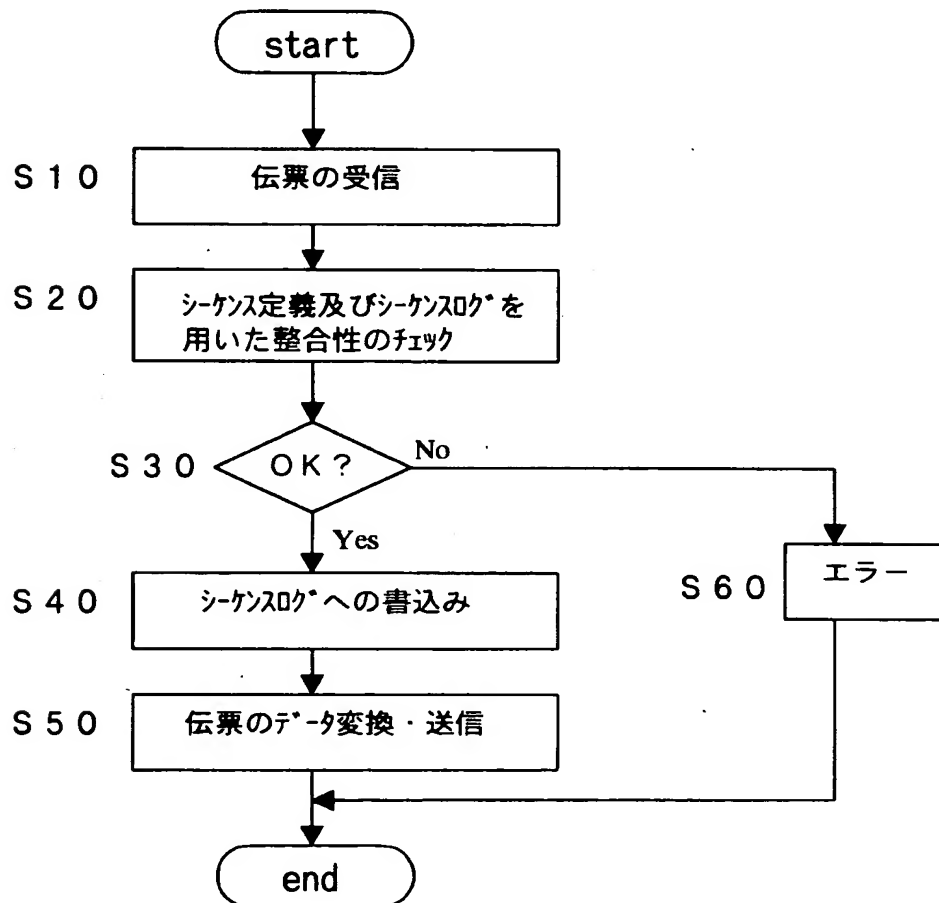 start
S10
伝票の受信
S20
シーケンス定義及びシーケンスログを
用いた整合性のチェック
S30
OK?
No
Yes
S40
シーケンスログへの書込み
S60
エラー
S50
伝票のデータ変換・送信
end